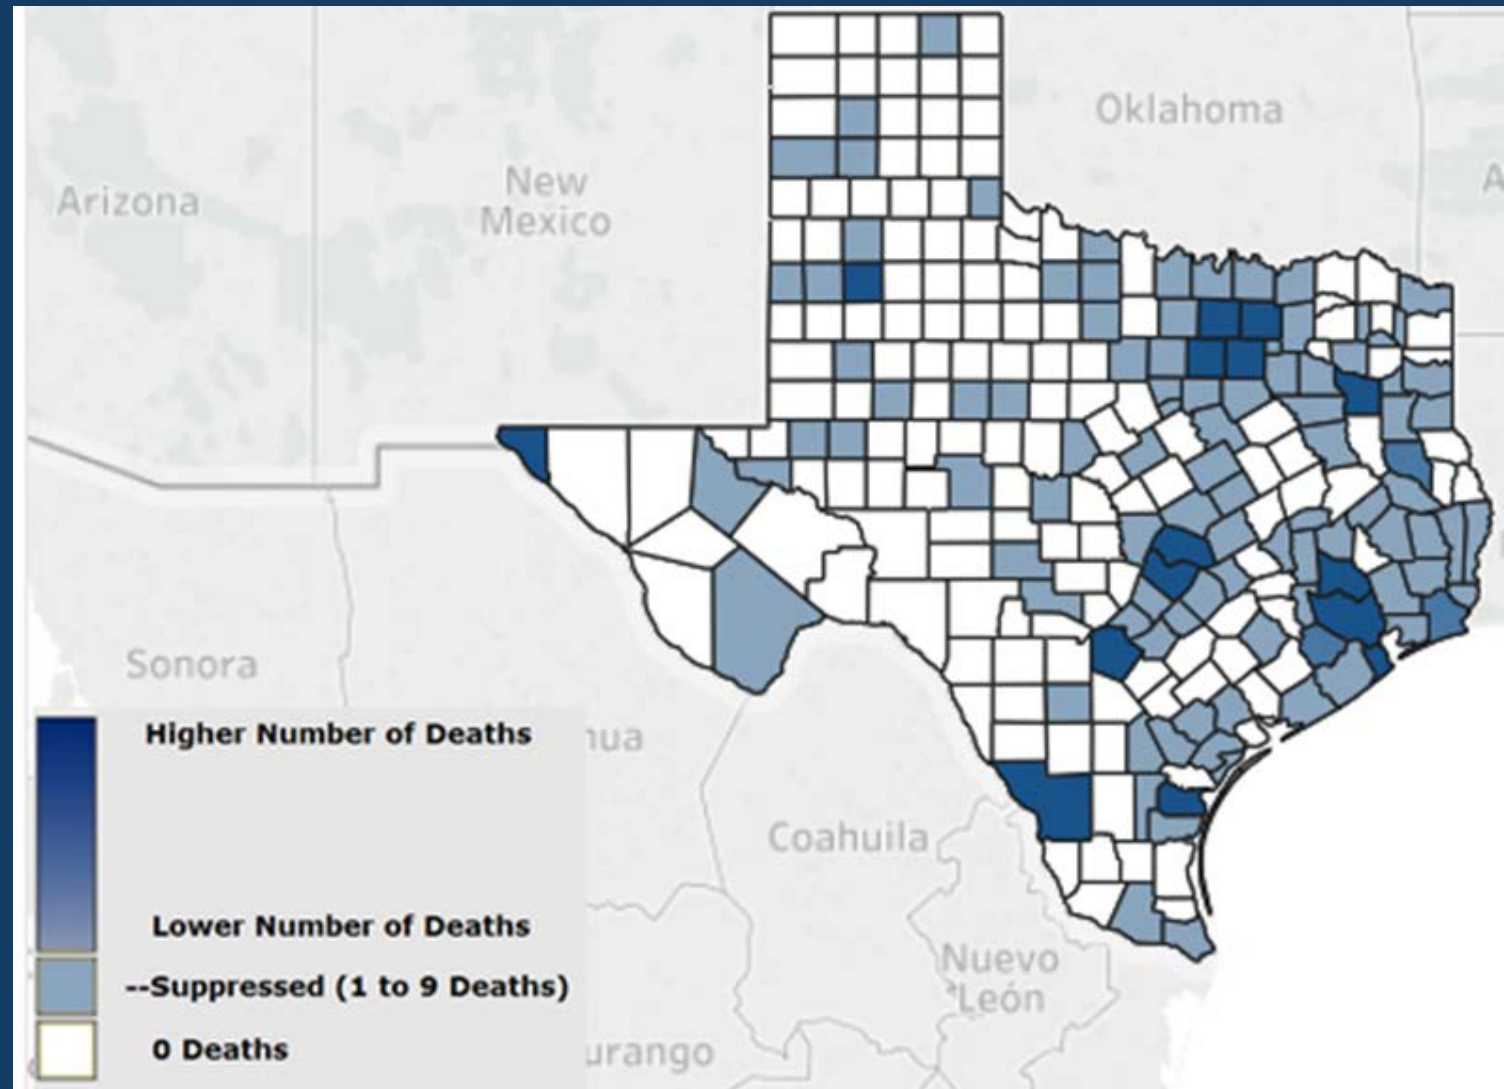 Oklahoma
Arizona
New
Mexico
A
Sonora
Higher Number of Deaths
Coahuila
Lower Number of Deaths
Nuevo
León
--Suppressed (1 to 9 Deaths)
0 Deaths